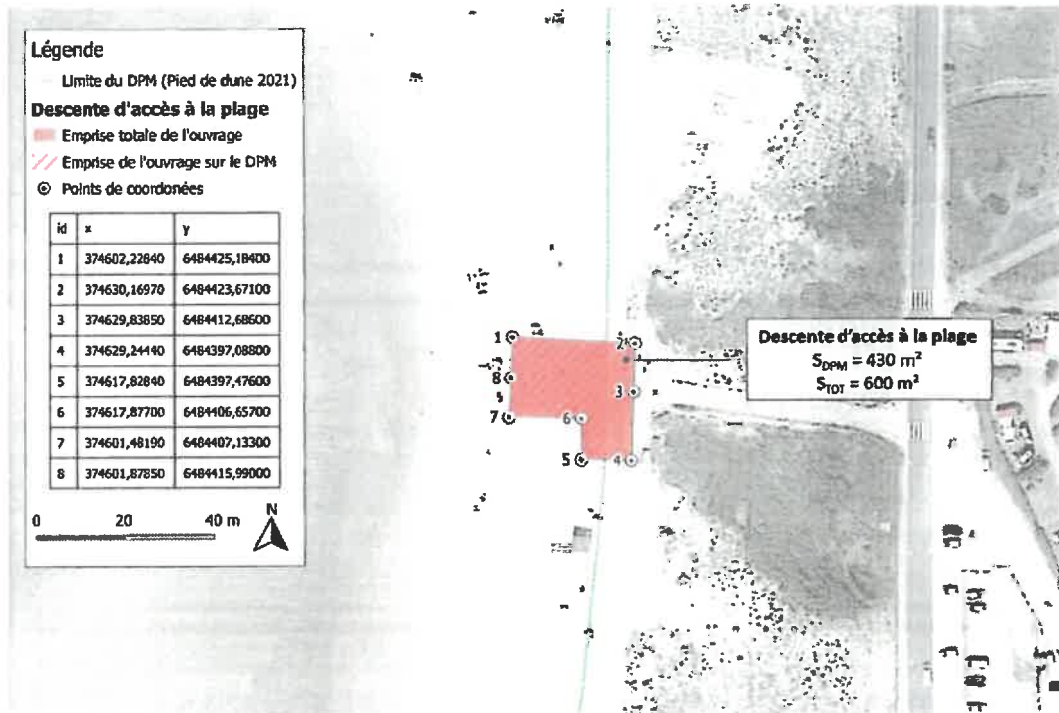 Légende
Limite du DPM (Pied de dune 2021)
Descente d'accès à la plage
Emprise totale de l'ouvrage
Emprise de l'ouvrage sur le DPM
Points de coordonées
id x y
1 374602,22840 6484425,18400
2 374630,16970 6484423,67100
3 374629,83850 6484412,68600
4 374629,24440 6484397,08800
5 374617,82840 6484397,47600
6 374617,87700 6484406,65700
7 374601,48190 6484407,13300
8 374601,87850 6484415,99000
0 20 40 m
N
1
2
8
3
7
6
5
4
Descente d'accès à la plage
S_DPM = 430 m²
S_TOT = 600 m²